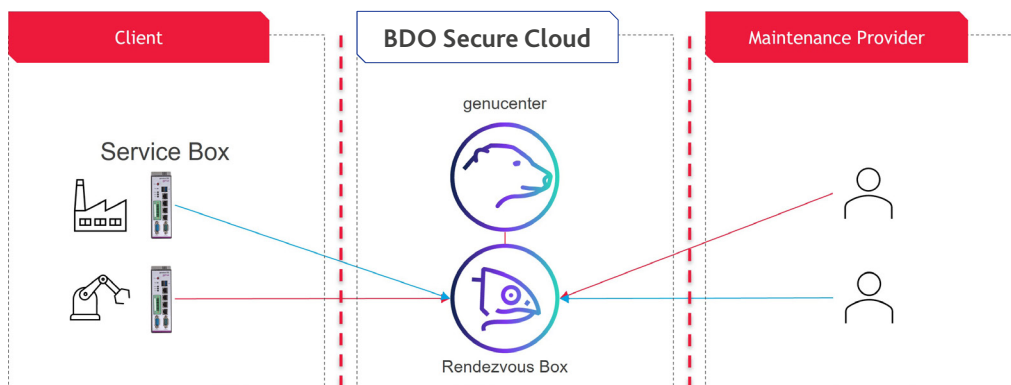 Client
BDO Secure Cloud
Maintenance Provider
genucenter
Service Box
Rendezvous Box